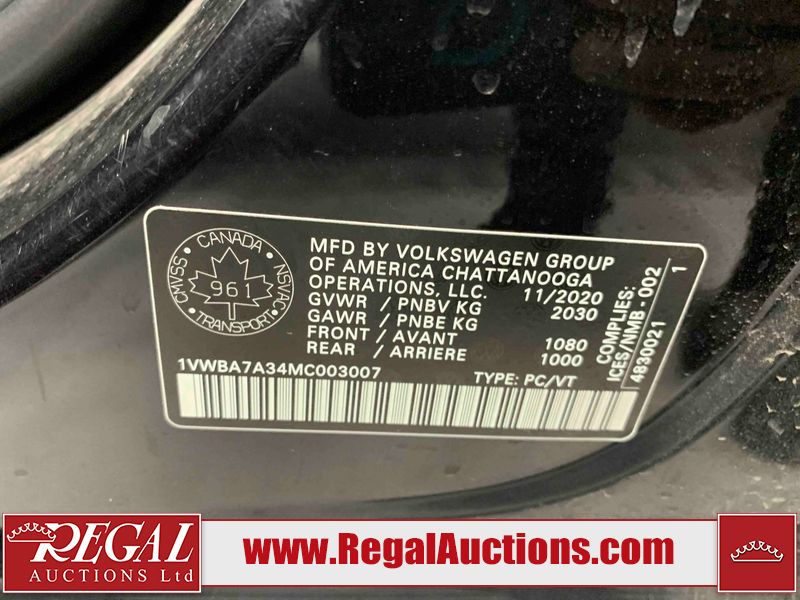 CANADA
CMVSS
NSVAC
961
TRANSPORT
MFD BY VOLKSWAGEN GROUP
OF AMERICA CHATTANOOGA
OPERATIONS, LLC. 11/2020
GVWR / PNBV KG 2030
GAWR / PNBE KG
FRONT / AVANT 1080
REAR / ARRIERE 1000
1VWBA7A34MC003007 TYPE: PC/VT
COMPLIES:
ICES/NMB-002
4830021 1
REGAL
AUCTIONS Ltd
www.RegalAuctions.com